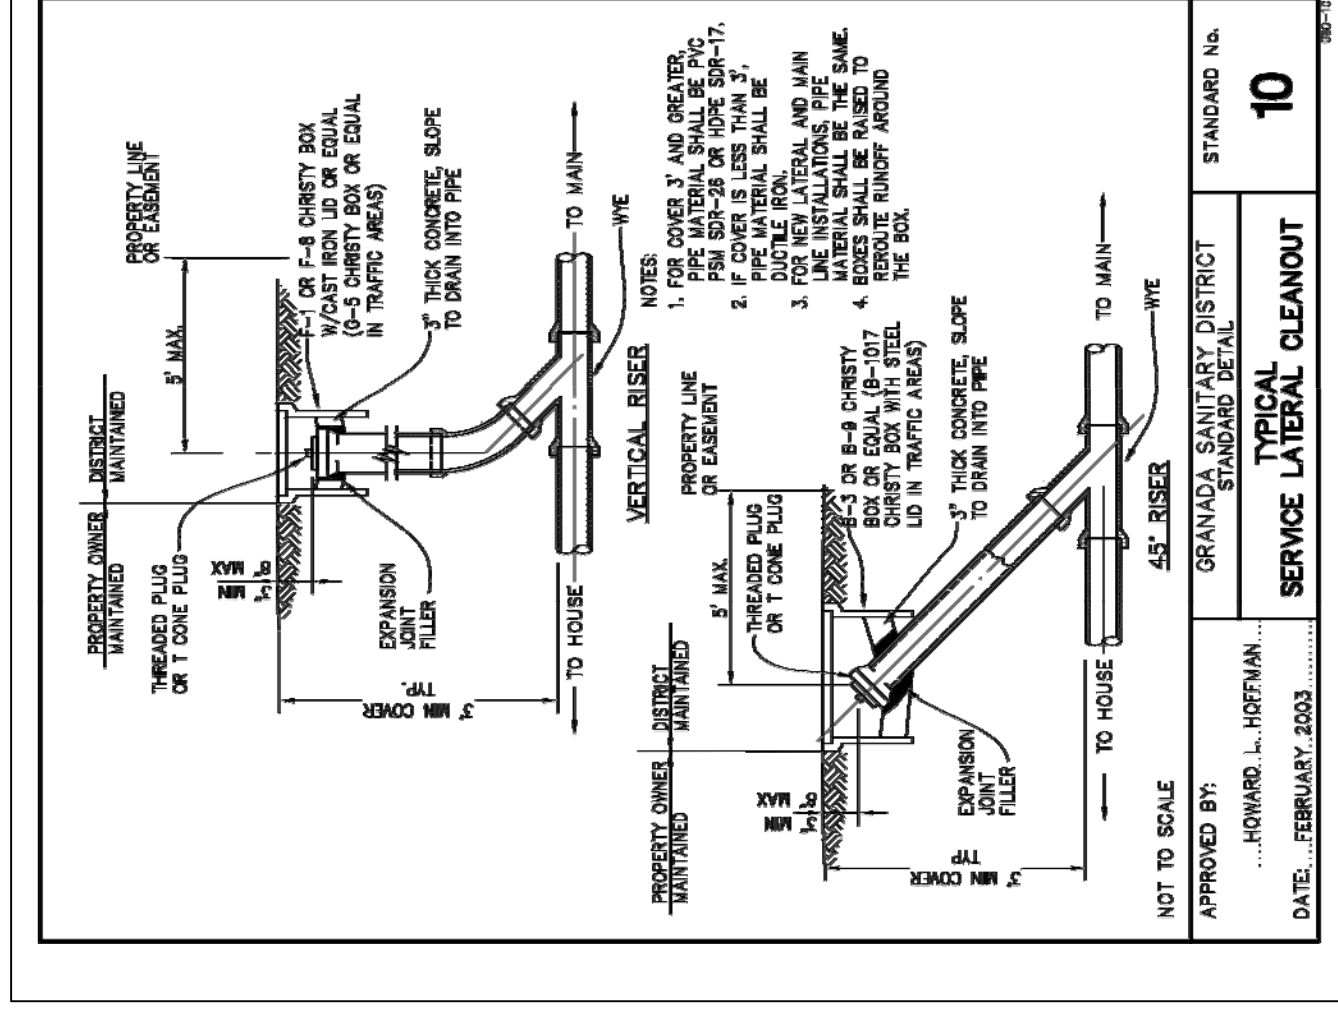 PROPERTY OWNER
MAINTAINED
DISTRICT
MAINTAINED
5' MAX.
PROPERTY LINE
OR EASEMENT
THREADED PLUG
OR T CONE PLUG
F-1 OR F-8 CHRISTY BOX
W/CAST IRON LID OR EQUAL
(G-5 CHRISTY BOX OR EQUAL
IN TRAFFIC AREAS)
3" THICK CONCRETE, SLOPE
TO DRAIN INTO PIPE
MIN
MAX
3' MIN COVER
TYP.
EXPANSION
JOINT
FILLER
TO HOUSE
TO MAIN
WYE
VERTICAL RISER
NOTES:
1. FOR COVER 3' AND GREATER,
PIPE MATERIAL SHALL BE PVC
PSM SDR-26 OR HDPE SDR-17.
2. IF COVER IS LESS THAN 3',
PIPE MATERIAL SHALL BE
DUCTILE IRON.
3. FOR NEW LATERAL AND MAIN
LINE INSTALLATIONS, PIPE
MATERIAL SHALL BE THE SAME.
4. BOXES SHALL BE RAISED TO
REROUTE RUNOFF AROUND
THE BOX.
PROPERTY OWNER
MAINTAINED
DISTRICT
MAINTAINED
5' MAX.
PROPERTY LINE
OR EASEMENT
THREADED PLUG
OR T CONE PLUG
B-3 OR B-9 CHRISTY
BOX OR EQUAL (B-1017
CHRISTY BOX WITH STEEL
LID IN TRAFFIC AREAS)
3" THICK CONCRETE, SLOPE
TO DRAIN INTO PIPE
MIN
MAX
3' MIN COVER
TYP
EXPANSION
JOINT
FILLER
TO HOUSE
TO MAIN
WYE
45° RISER
NOT TO SCALE
APPROVED BY:
HOWARD L. HOFFMAN
DATE: FEBRUARY 2003
GRANADA SANITARY DISTRICT
STANDARD DETAIL
TYPICAL
SERVICE LATERAL CLEANOUT
STANDARD No.
10